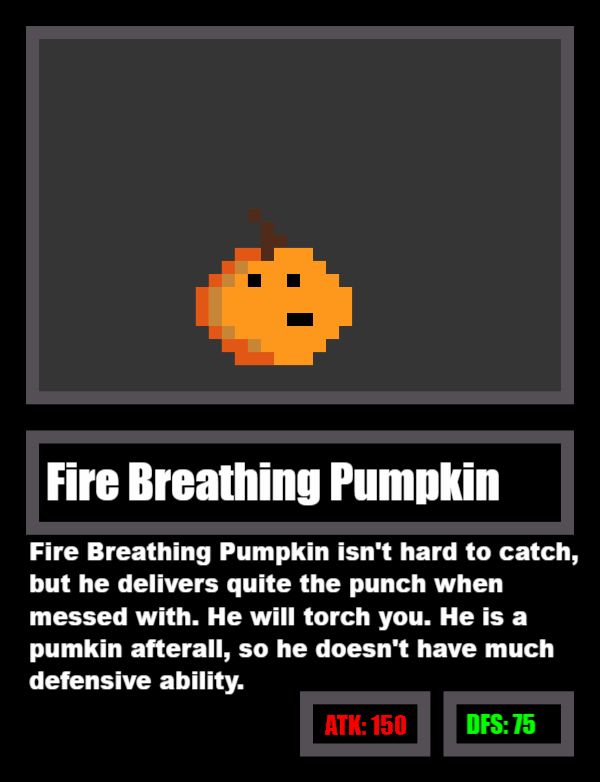 Fire Breathing Pumpkin
Fire Breathing Pumpkin isn't hard to catch,
but he delivers quite the punch when
messed with. He will torch you. He is a
pumkin afterall, so he doesn't have much
defensive ability.
ATK: 150
DFS: 75